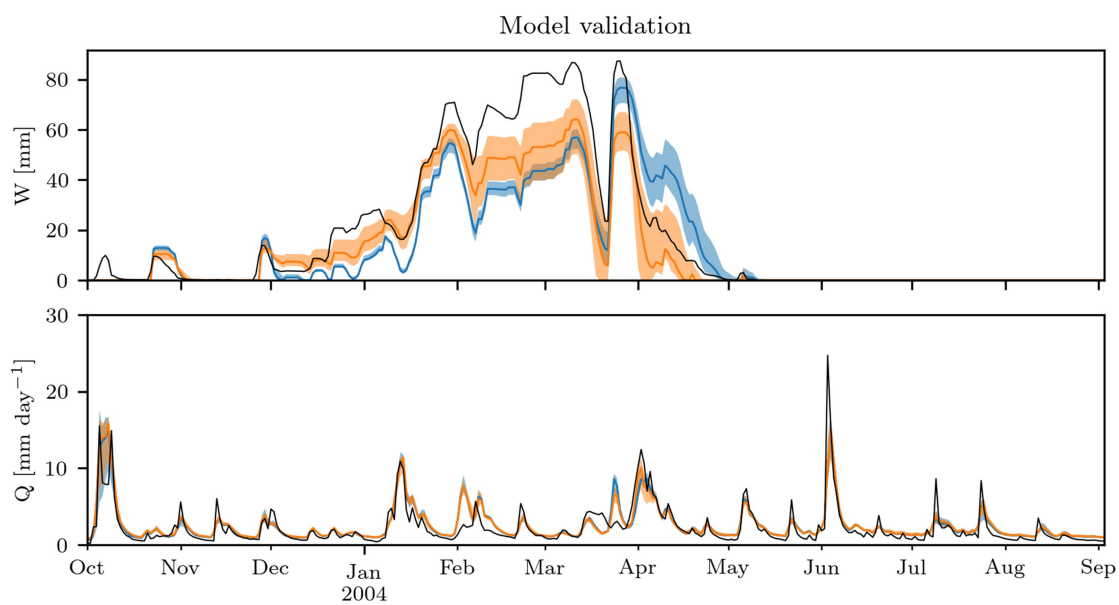 Model validation
W [mm]
80
60
40
20
0
Q [mm day−1]
30
20
10
0
Oct Nov Dec Jan Feb Mar Apr May Jun Jul Aug Sep
2004